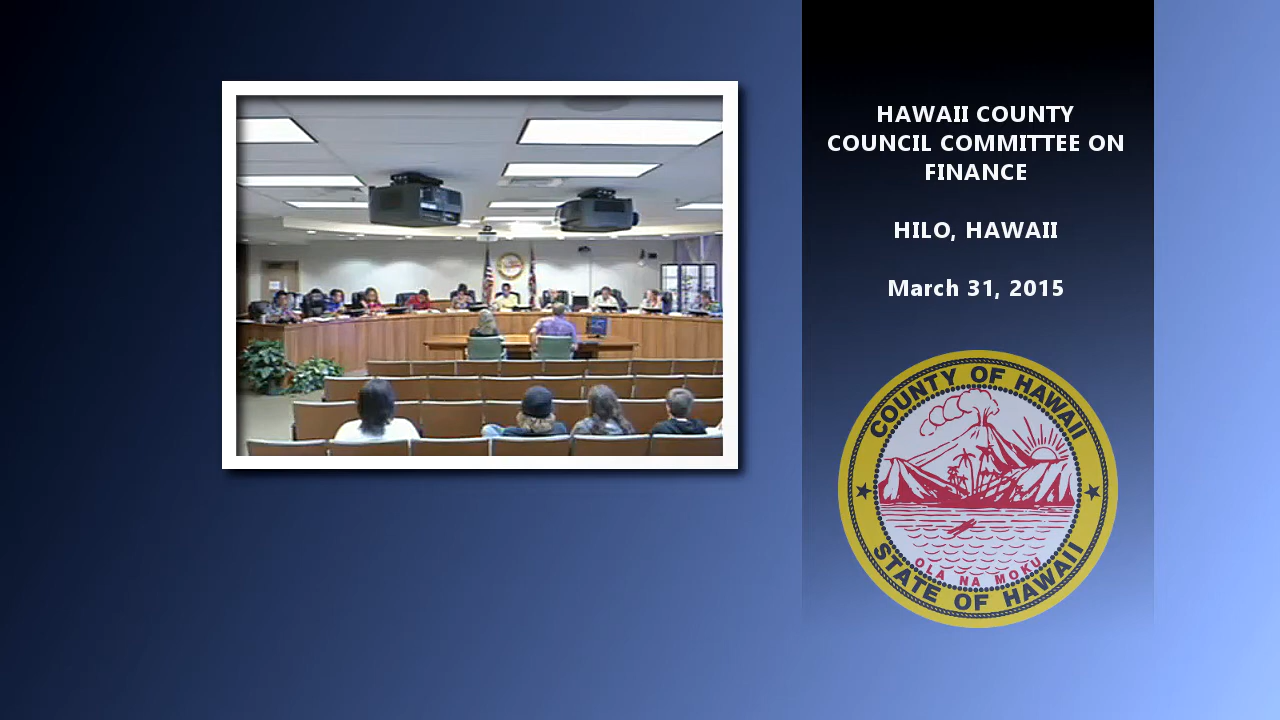 HAWAII COUNTY
COUNCIL COMMITTEE ON
FINANCE
HILO, HAWAII
March 31, 2015
COUNTY OF HAWAII
OLA NA MOKU
STATE OF HAWAII